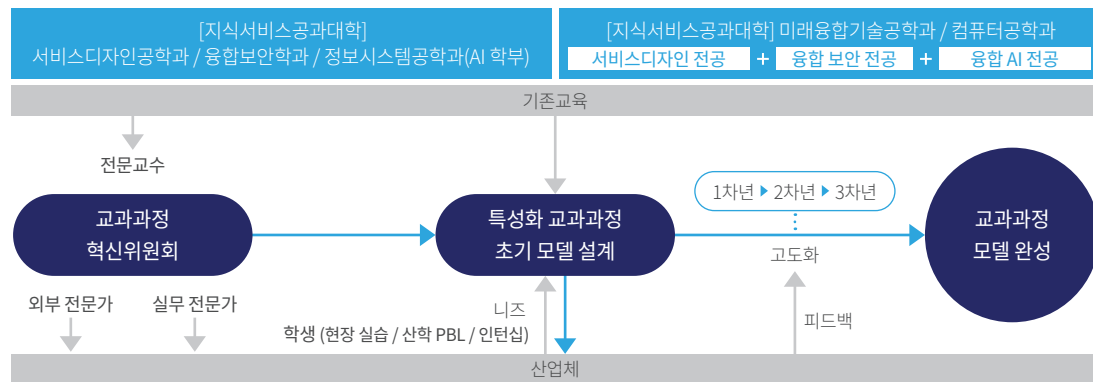 [지식서비스공과대학]
서비스디자인공학과 / 융합보안학과 / 정보시스템공학과(AI 학부)
[지식서비스공과대학] 미래융합기술공학과 / 컴퓨터공학과
서비스디자인 전공 + 융합 보안 전공 + 융합 AI 전공
기존교육
전문교수
1차년 ▶ 2차년 ▶ 3차년
교과과정
혁신위원회
특성화 교과과정
초기 모델 설계
고도화
교과과정
모델 완성
외부 전문가
실무 전문가
니즈
학생 (현장 실습 / 산학 PBL / 인턴십)
피드백
산업체